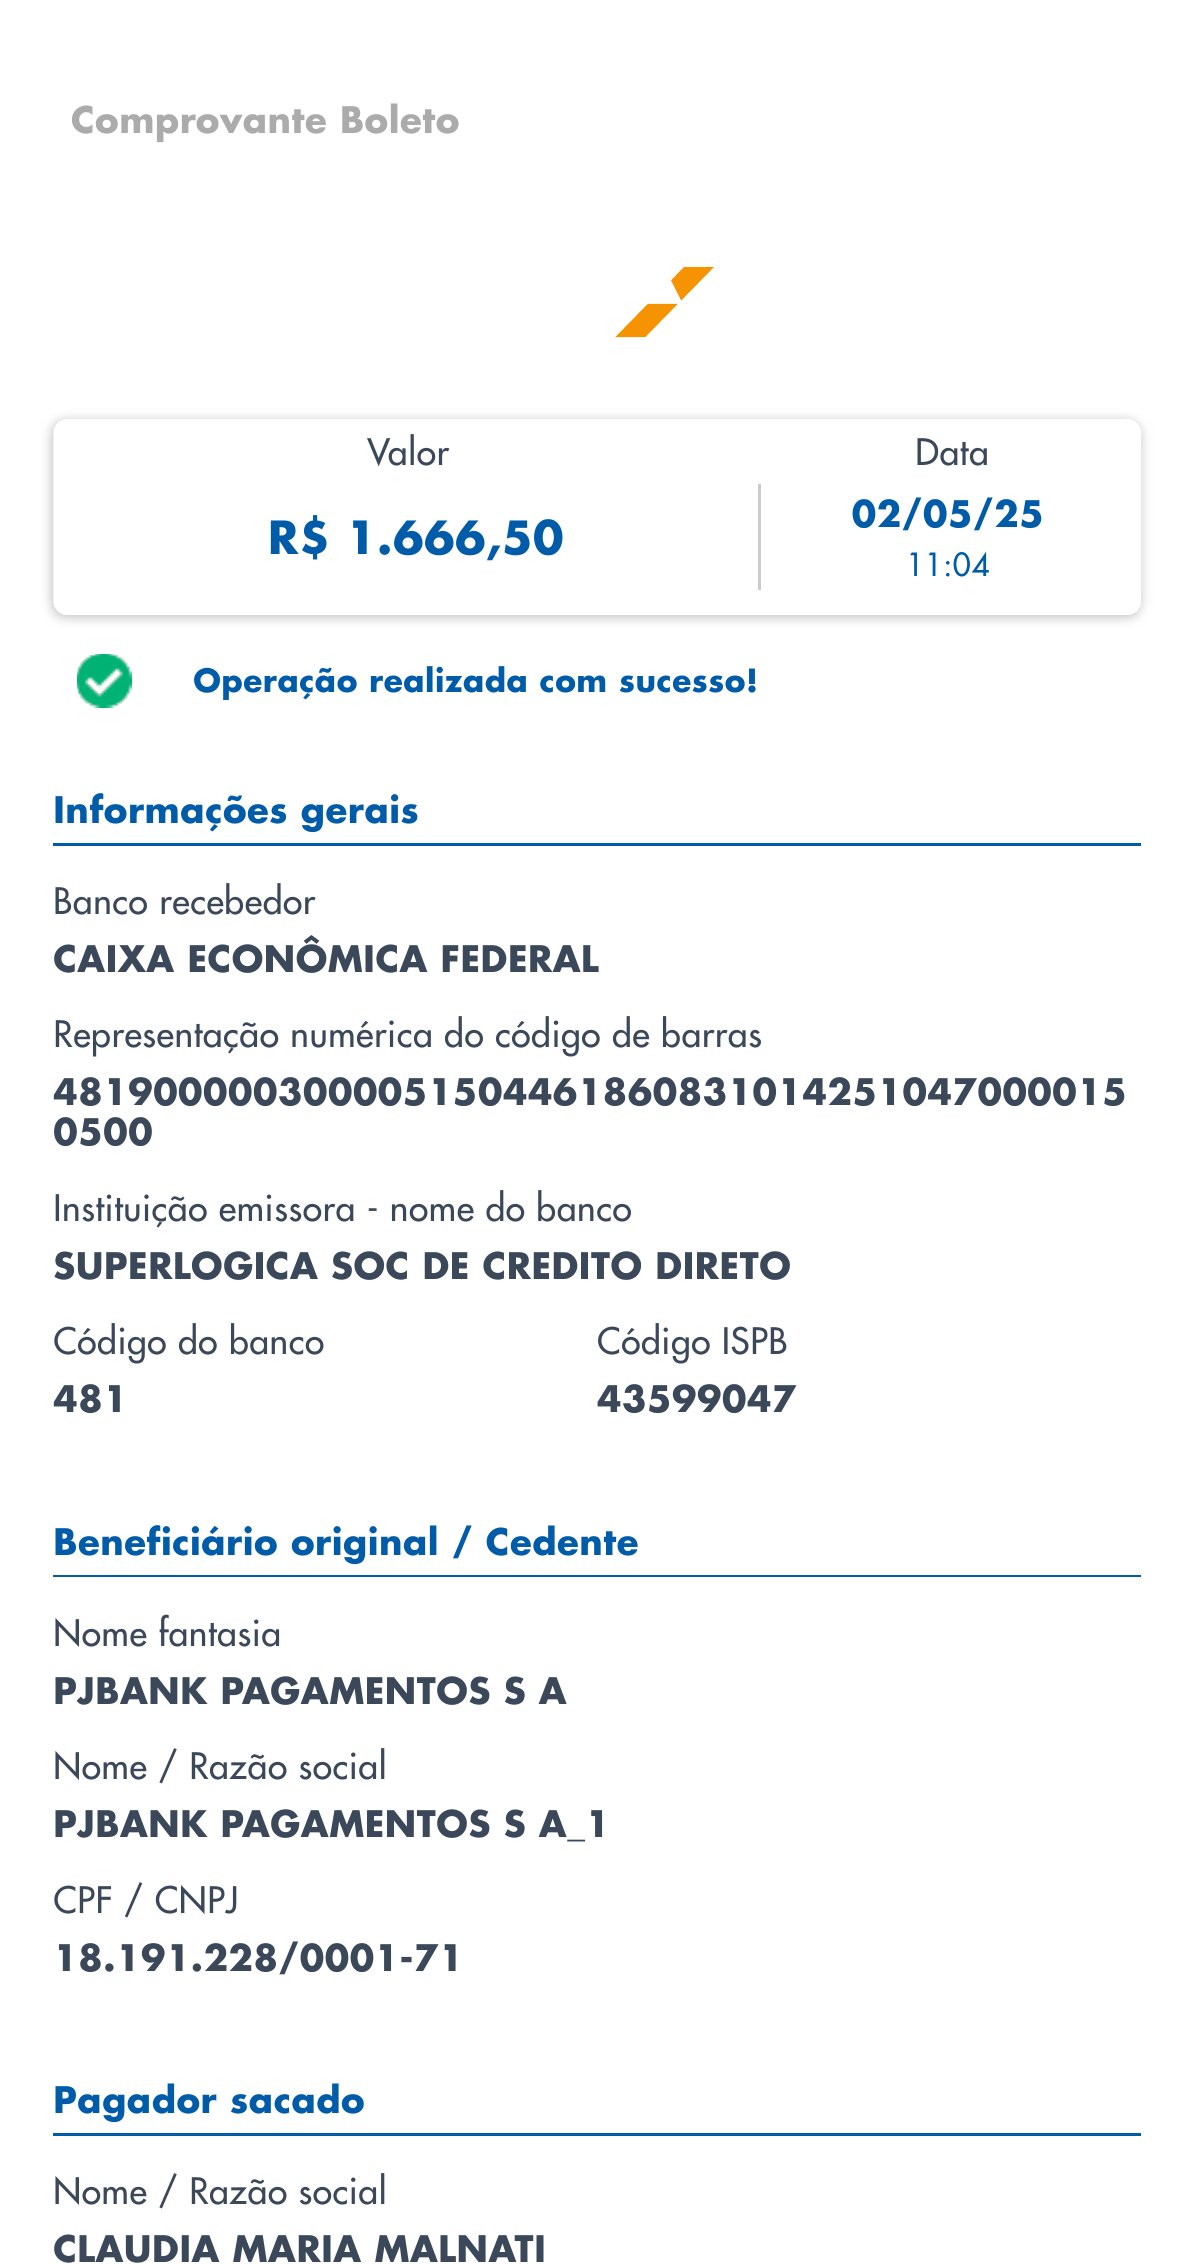 Comprovante Boleto
Valor
Data
R$ 1.666,50
02/05/25
11:04
Operação realizada com sucesso!
Informações gerais
Banco recebedor
CAIXA ECONÔMICA FEDERAL
Representação numérica do código de barras
4819000003000051504461860831014251047000015
0500
Instituição emissora - nome do banco
SUPERLOGICA SOC DE CREDITO DIRETO
Código do banco
Código ISPB
481
43599047
Beneficiário original / Cedente
Nome fantasia
PJBANK PAGAMENTOS S A
Nome / Razão social
PJBANK PAGAMENTOS S A_1
CPF / CNPJ
18.191.228/0001-71
Pagador sacado
Nome / Razão social
CLAUDIA MARIA MALNATI